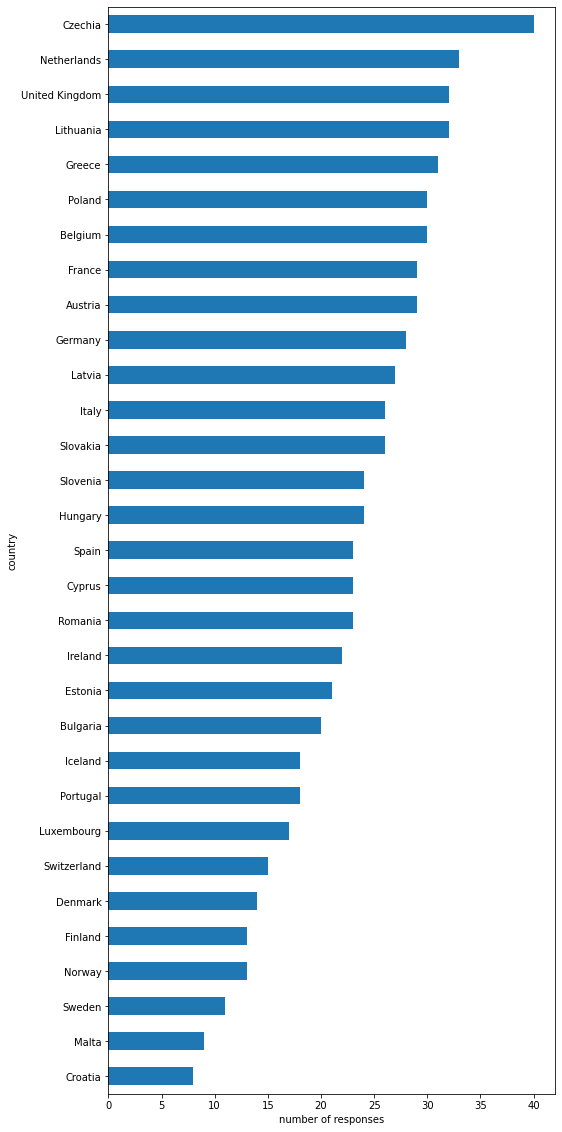 Czechia
Netherlands
United Kingdom
Lithuania
Greece
Poland
Belgium
France
Austria
Germany
Latvia
Italy
Slovakia
Slovenia
Hungary
Spain
Cyprus
Romania
Ireland
Estonia
Bulgaria
Iceland
Portugal
Luxembourg
Switzerland
Denmark
Finland
Norway
Sweden
Malta
Croatia
country
0 5 10 15 20 25 30 35 40
number of responses